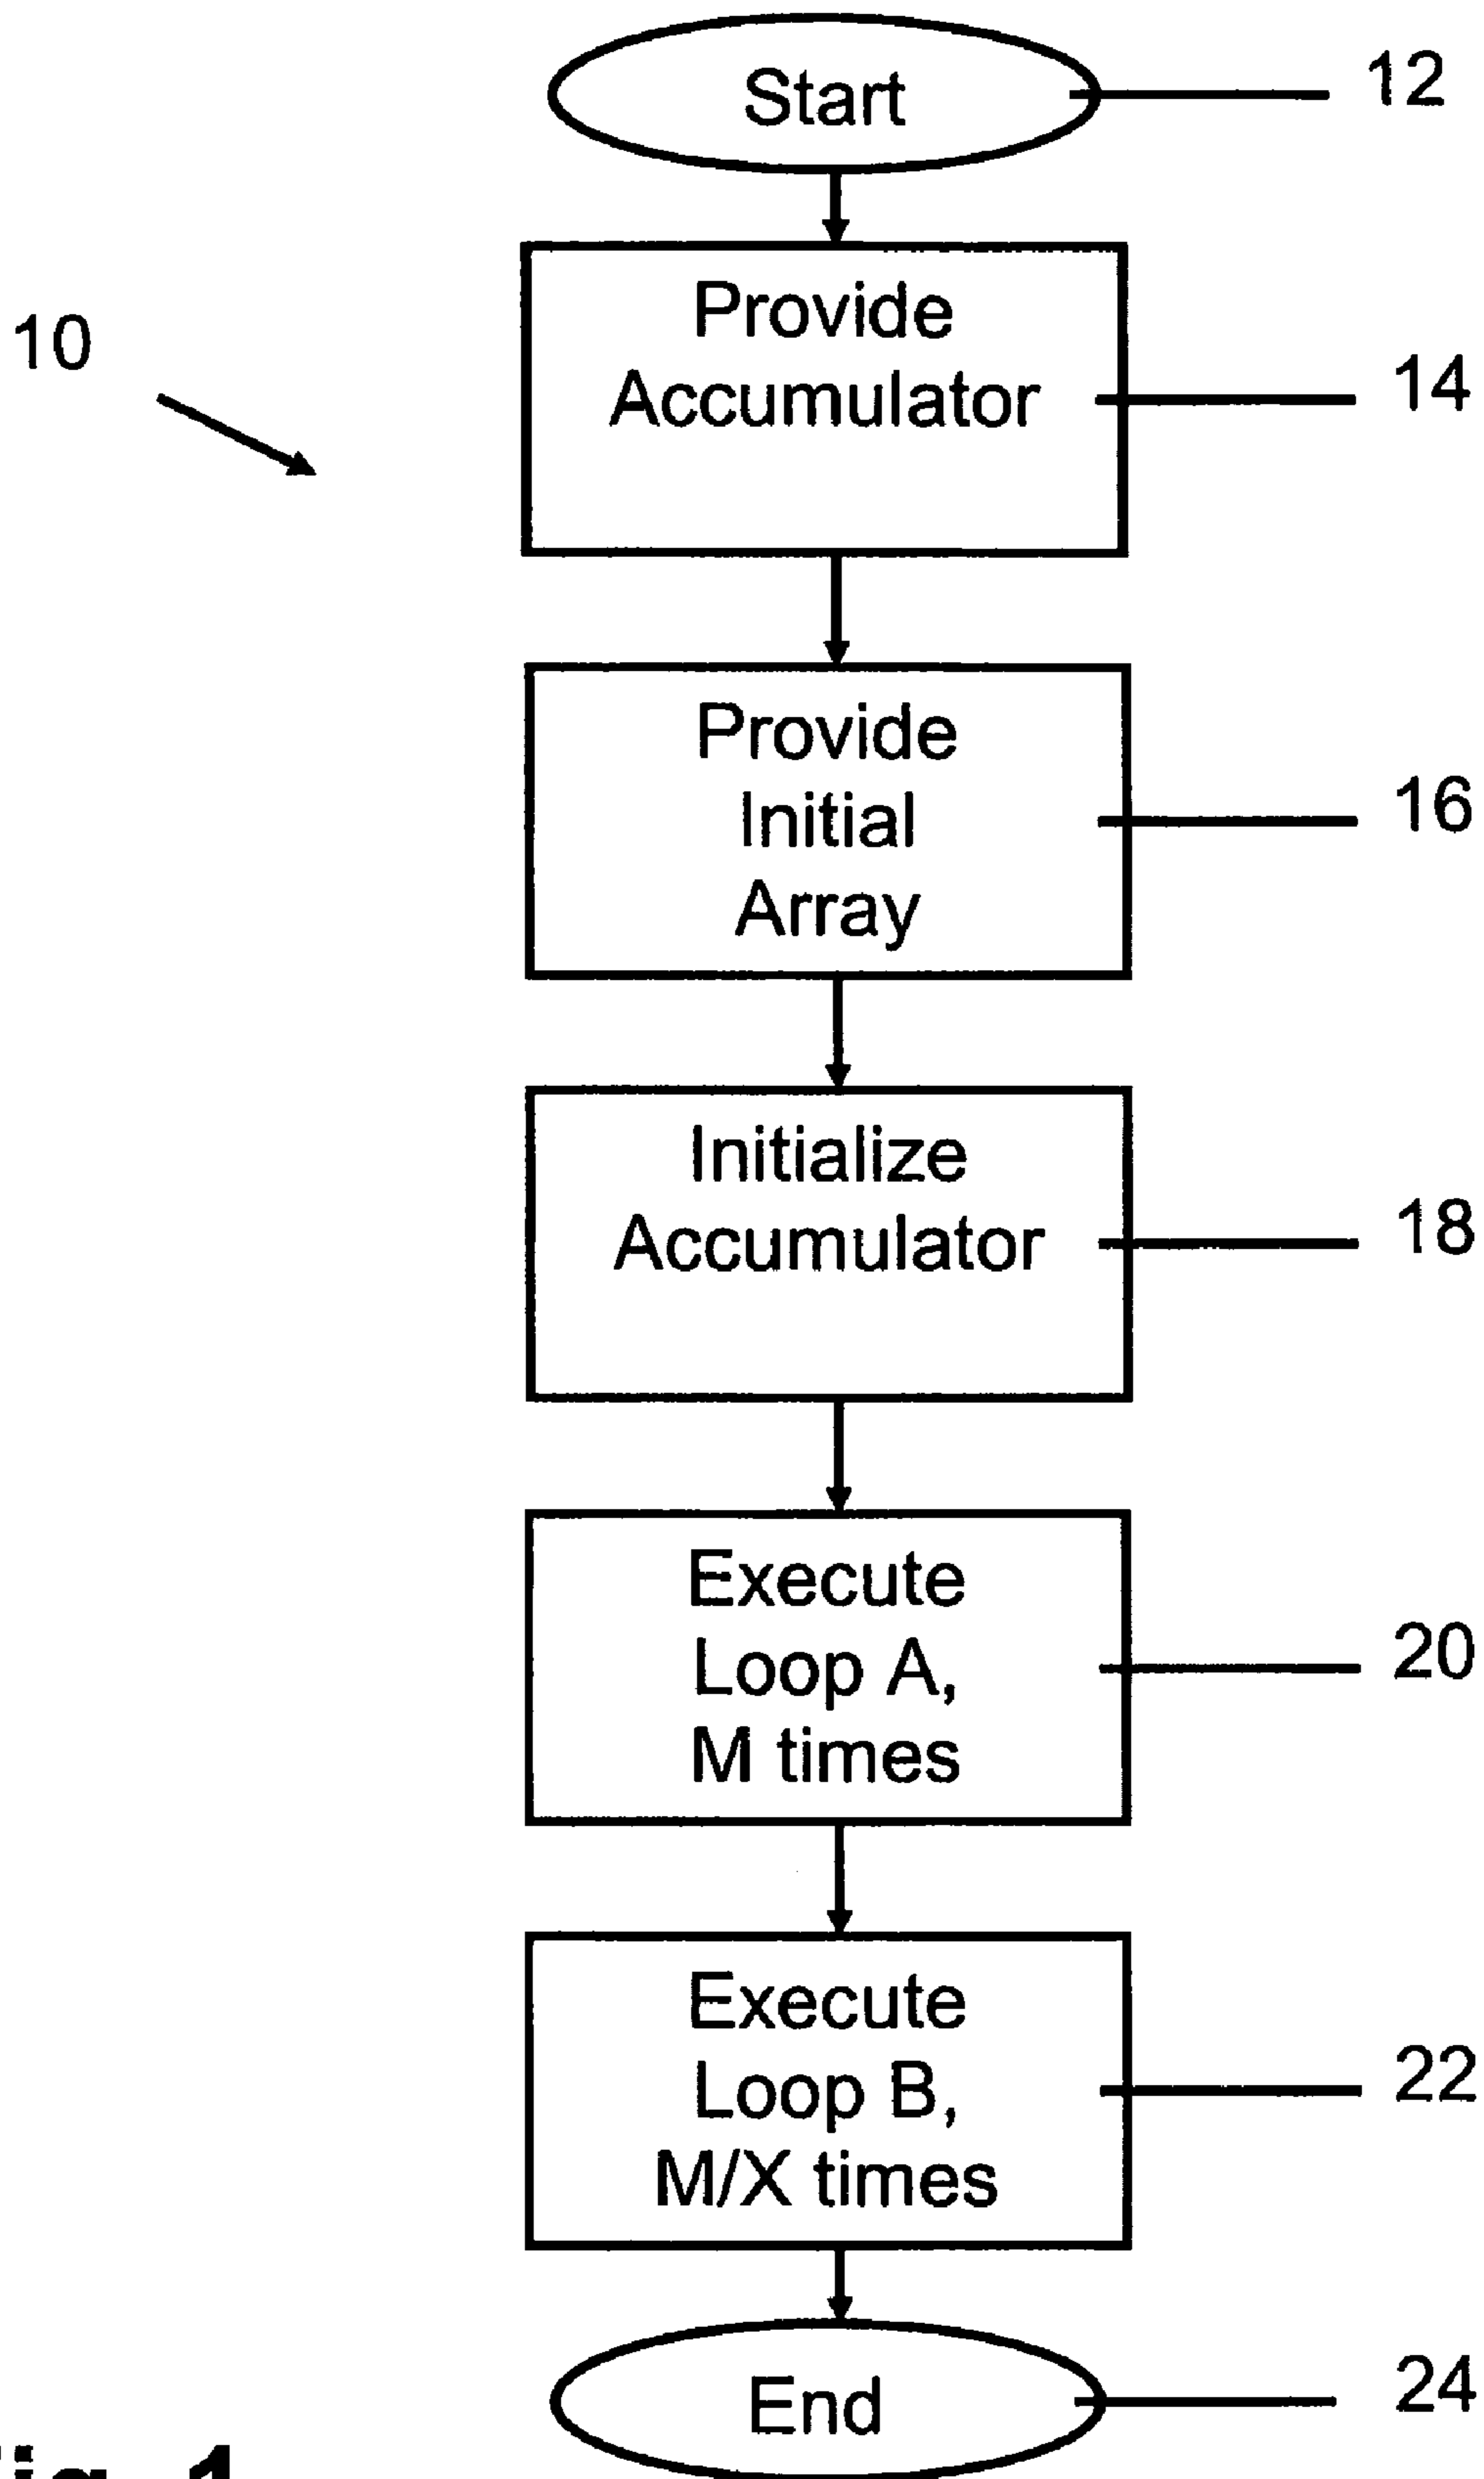 Start
12
10
Provide
Accumulator
14
Provide
Initial
Array
16
Initialize
Accumulator
18
Execute
Loop A,
M times
20
Execute
Loop B,
M/X times
22
End
24